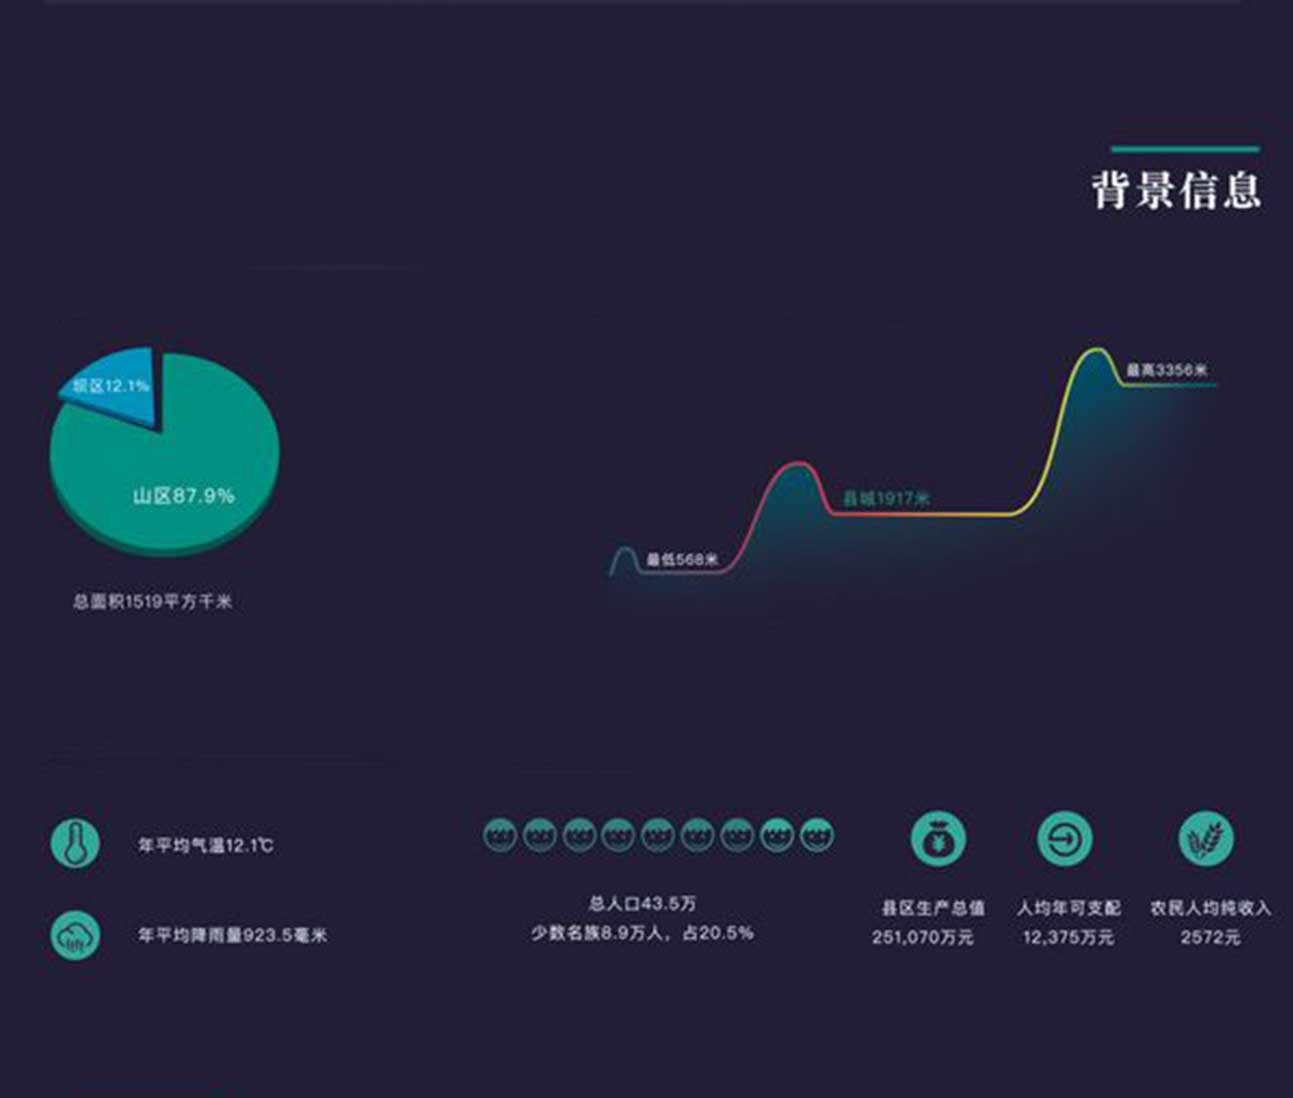 背景信息
坝区12.1%
山区87.9%
总面积1519平方千米
最高3356米
县城1917米
最低568米
年平均气温12.1℃
年平均降雨量923.5毫米
总人口43.5万
少数名族8.9万人，占20.5%
县区生产总值
251,070万元
人均年可支配
12,375万元
农民人均纯收入
2572元